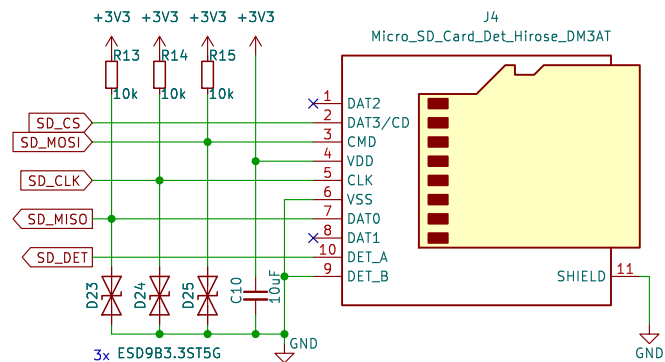 +3V3 +3V3 +3V3 +3V3
J4
Micro_SD_Card_Det_Hirose_DM3AT
R13 R14 R15
10k 10k 10k
1 DAT2
SD_CS 2 DAT3/CD
SD_MOSI 3 CMD
4 VDD
SD_CLK 5 CLK
6 VSS
SD_MISO 7 DAT0
8 DAT1
SD_DET 10 DET_A
9 DET_B
SHIELD 11
D23 D24 D25 C10 10uF
GND
3x ESD9B3.3ST5G
GND